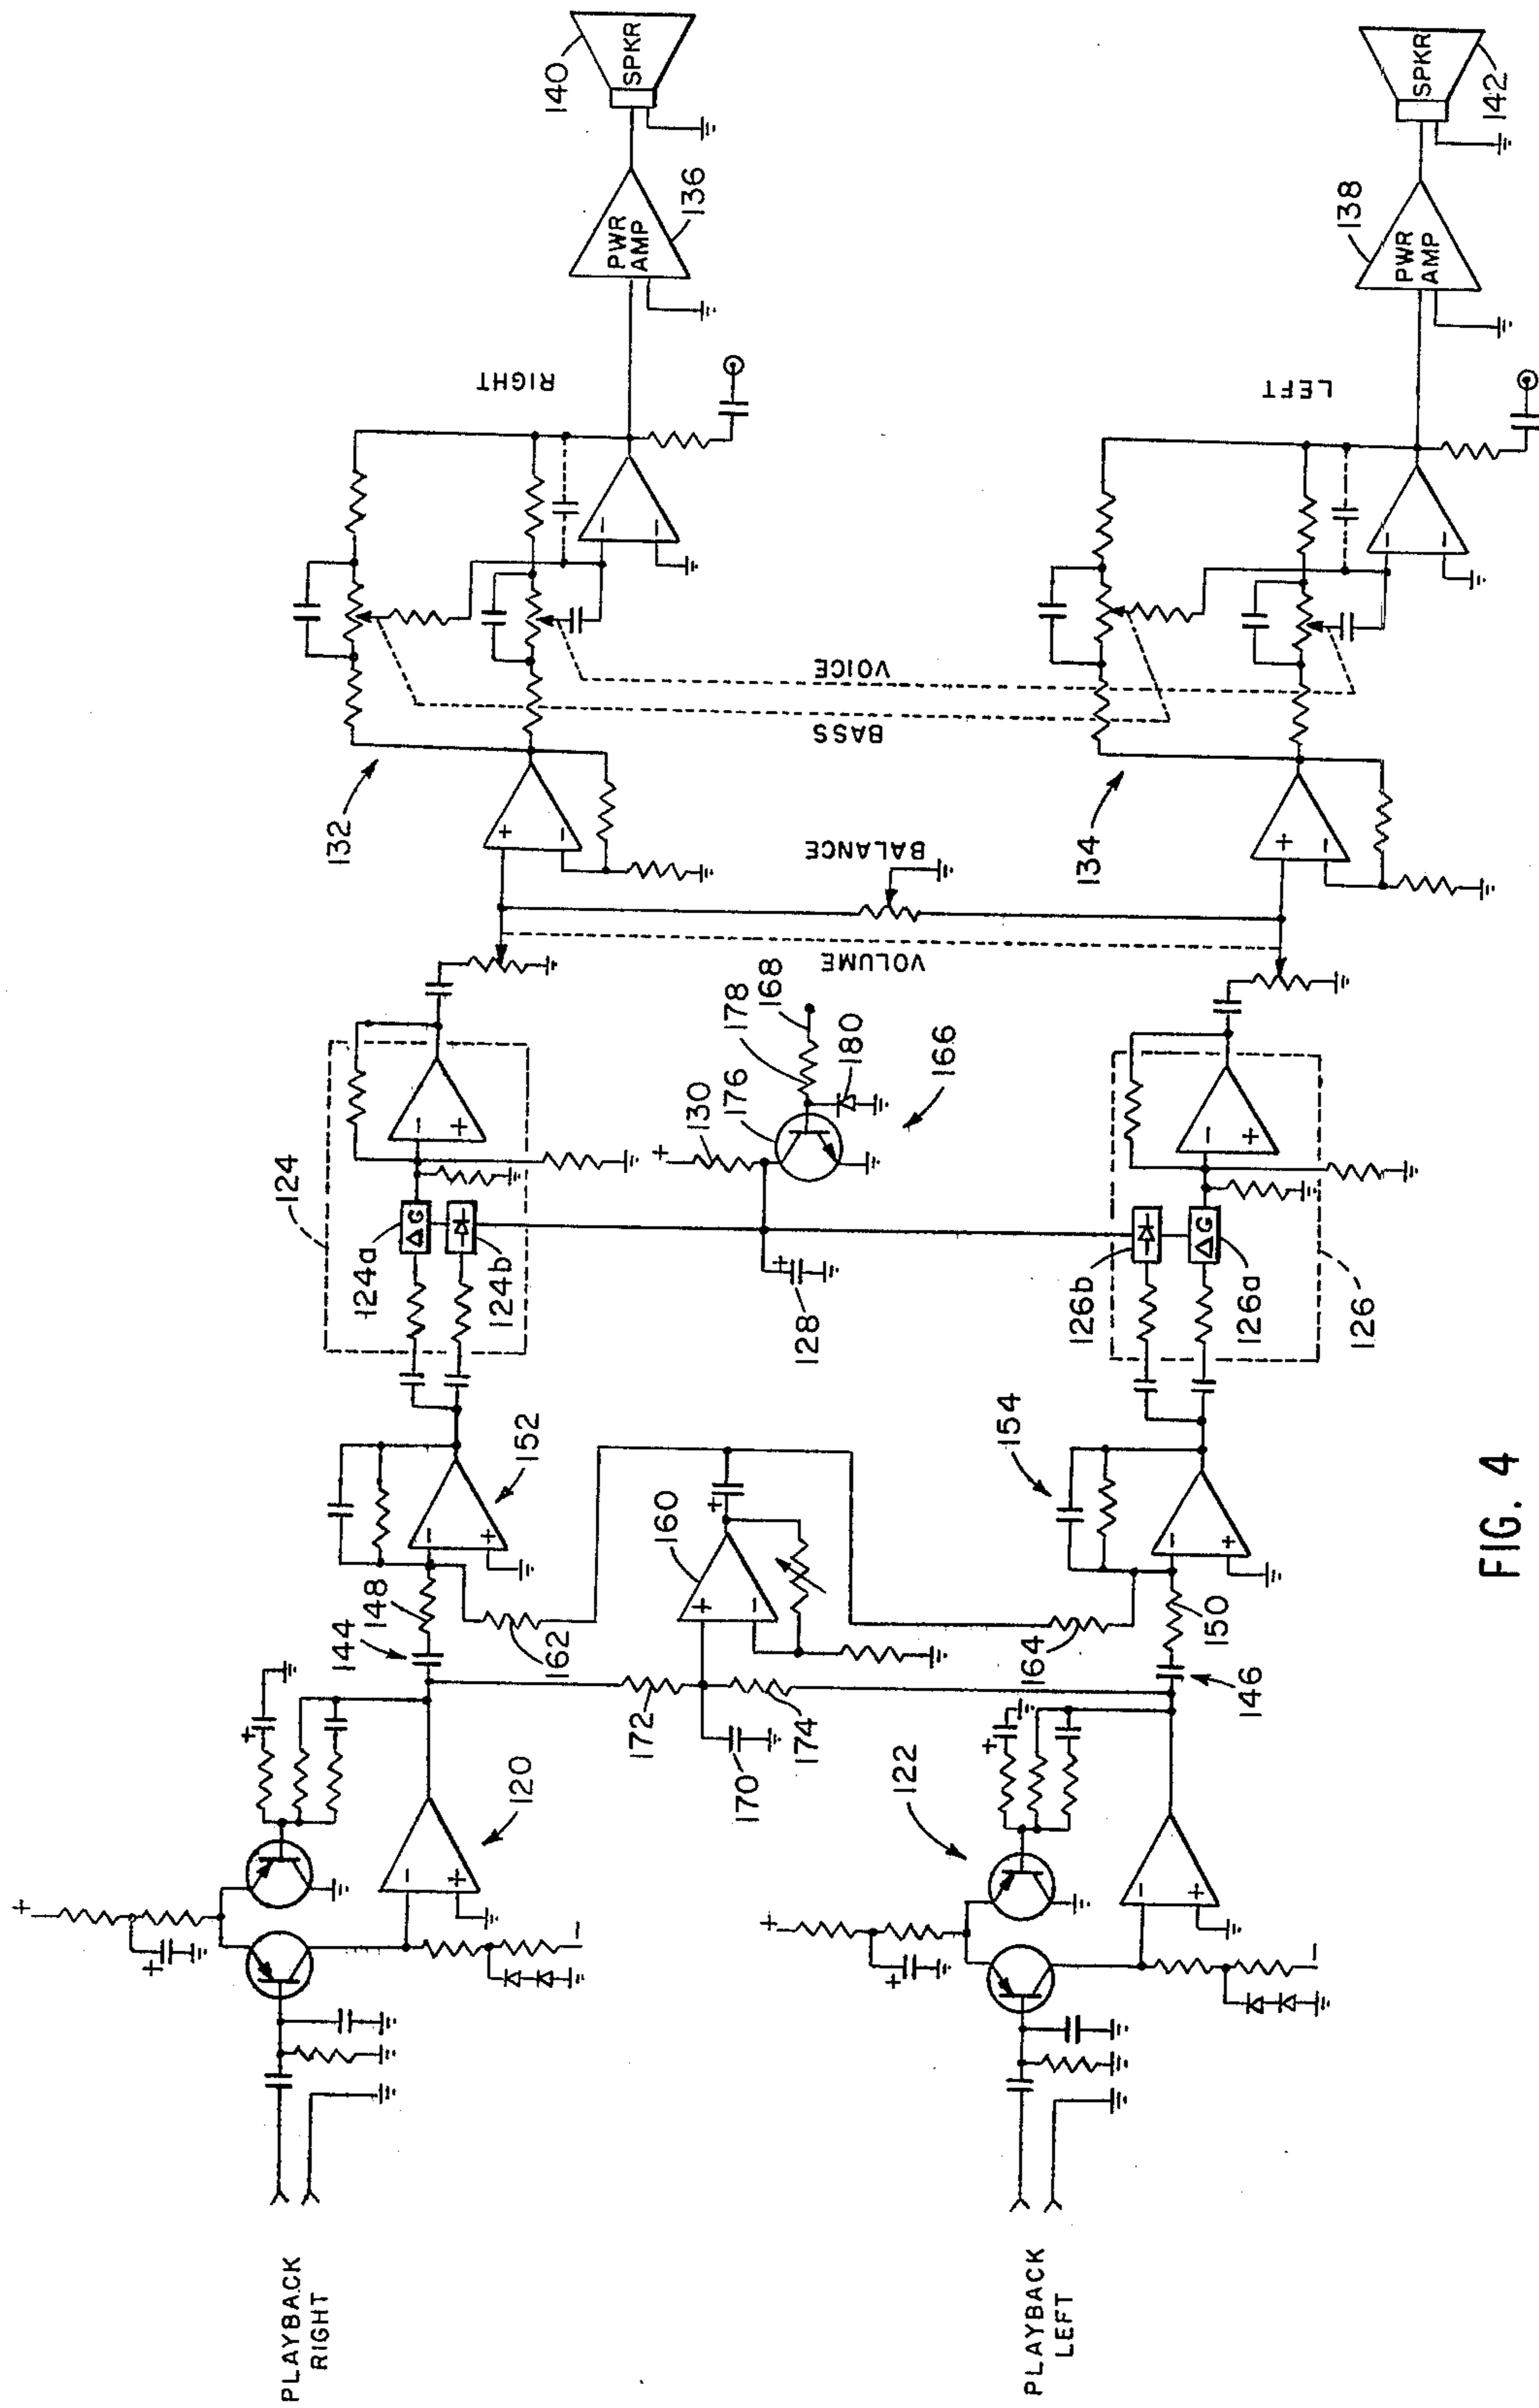 PLAYBACK
RIGHT
120
144
148
152
162
172
170
174
160
164
124
124a
124b
ΔG
128
130
176
178
168
180
166
VOLUME
BALANCE
132
BASS
VOICE
RIGHT
PWR
AMP
136
SPKR
140
PLAYBACK
LEFT
122
146
150
154
126b
126a
ΔG
126
134
LEFT
PWR
AMP
138
SPKR
142
FIG. 4